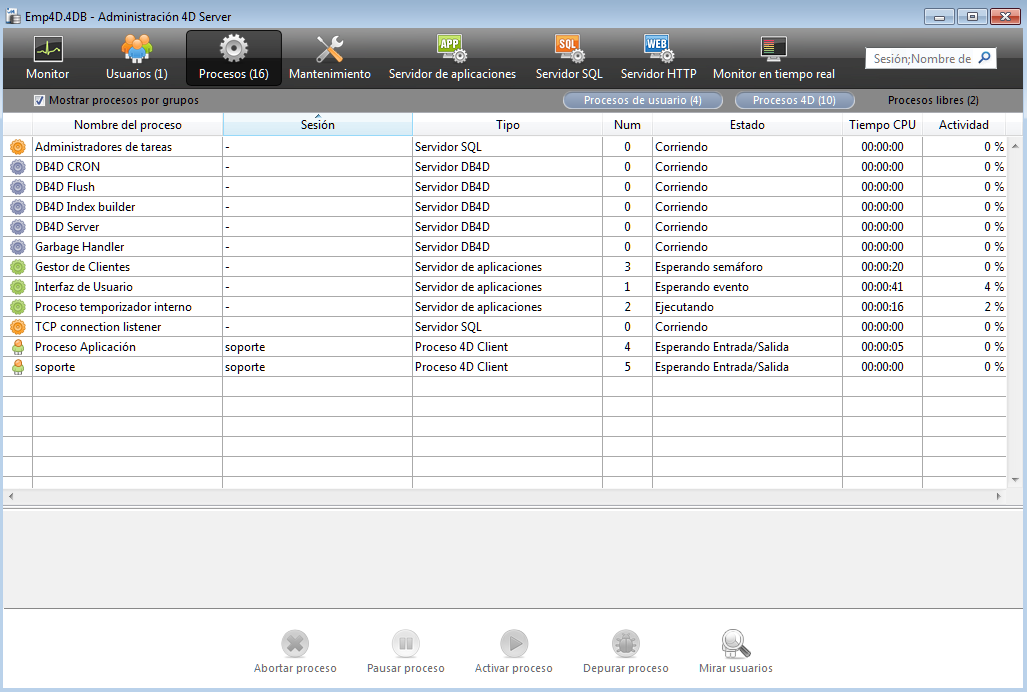 Emp4D.4DB - Administración 4D Server
Monitor
Usuarios (1)
Procesos (16)
Mantenimiento
APP
Servidor de aplicaciones
SQL
Servidor SQL
WEB
Servidor HTTP
Monitor en tiempo real
Sesión;Nombre de
Mostrar procesos por grupos
Procesos de usuario (4)
Procesos 4D (10)
Procesos libres (2)
Nombre del proceso Sesión Tipo Num Estado Tiempo CPU Actividad
Administradores de tareas - Servidor SQL 0 Corriendo 00:00:00 0 %
DB4D CRON - Servidor DB4D 0 Corriendo 00:00:00 0 %
DB4D Flush - Servidor DB4D 0 Corriendo 00:00:00 0 %
DB4D Index builder - Servidor DB4D 0 Corriendo 00:00:00 0 %
DB4D Server - Servidor DB4D 0 Corriendo 00:00:00 0 %
Garbage Handler - Servidor DB4D 0 Corriendo 00:00:00 0 %
Gestor de Clientes - Servidor de aplicaciones 3 Esperando semáforo 00:00:20 0 %
Interfaz de Usuario - Servidor de aplicaciones 1 Esperando evento 00:00:41 4 %
Proceso temporizador interno - Servidor de aplicaciones 2 Ejecutando 00:00:16 2 %
TCP connection listener - Servidor SQL 0 Corriendo 00:00:00 0 %
Proceso Aplicación soporte Proceso 4D Client 4 Esperando Entrada/Salida 00:00:05 0 %
soporte soporte Proceso 4D Client 5 Esperando Entrada/Salida 00:00:00 0 %
Abortar proceso
Pausar proceso
Activar proceso
Depurar proceso
Mirar usuarios